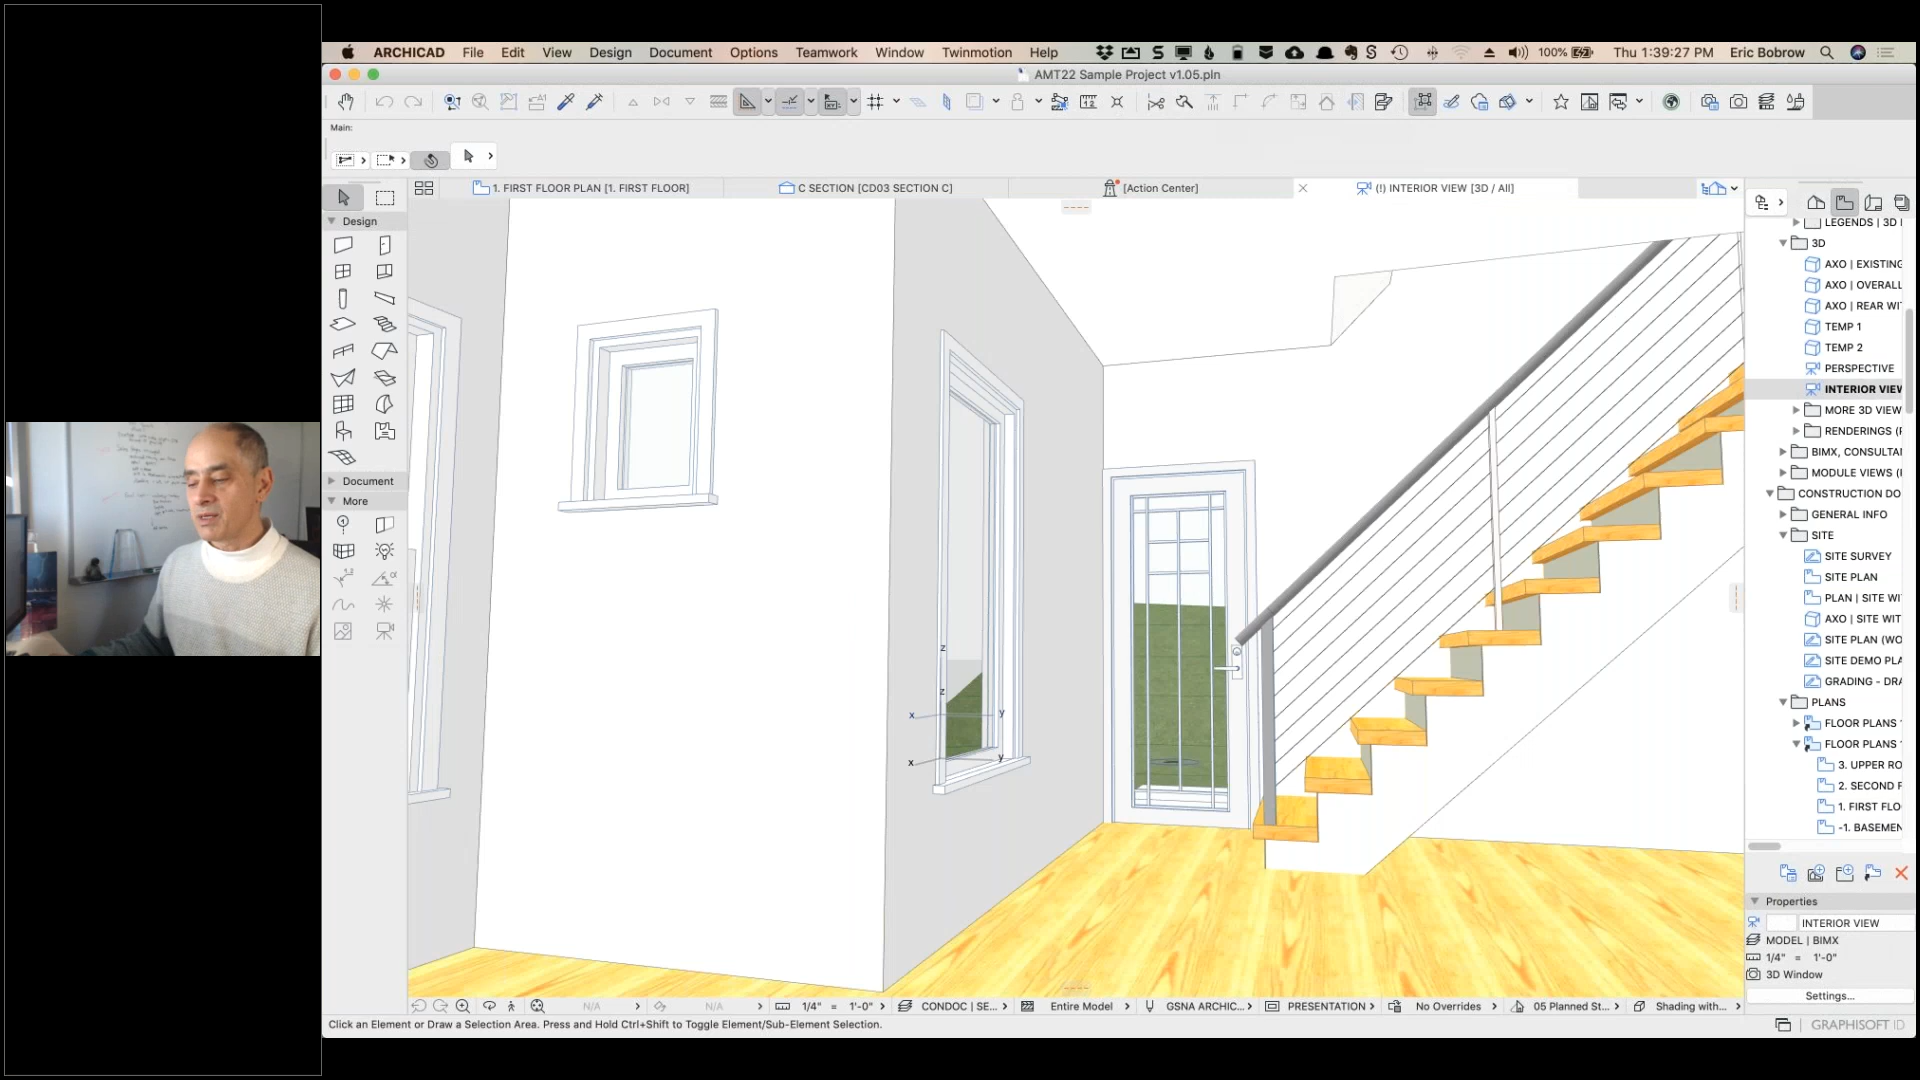 ARCHICAD File Edit View Design Document Options Teamwork Window Twinmotion Help 100% Thu 1:39:27 PM Eric Bobrow
AMT22 Sample Project v1.05.pln
Main:
1. FIRST FLOOR PLAN [1. FIRST FLOOR] C SECTION [CD03 SECTION C] [Action Center] (!) INTERIOR VIEW [3D / All]
Design
Document
More
z
z
x y
x y
LEGENDS | 3D
3D
AXO | EXISTING
AXO | OVERALL
AXO | REAR WI
TEMP 1
TEMP 2
PERSPECTIVE
INTERIOR VIEW
MORE 3D VIEW
RENDERINGS (
BIMX, CONSULTA
MODULE VIEWS (
CONSTRUCTION DO
GENERAL INFO
SITE
SITE SURVEY
SITE PLAN
PLAN | SITE WI
AXO | SITE WIT
SITE PLAN (WO
SITE DEMO PLA
GRADING - DRA
PLANS
FLOOR PLANS
FLOOR PLANS
3. UPPER RO
2. SECOND F
1. FIRST FLO
-1. BASEMEN
Properties
INTERIOR VIEW
MODEL | BIMX
1/4" = 1'-0"
3D Window
Settings...
N/A N/A 1/4" = 1'-0" CONDOC | SE... Entire Model GSNA ARCHIC... PRESENTATION No Overrides 05 Planned St... Shading with...
Click an Element or Draw a Selection Area. Press and Hold Ctrl+Shift to Toggle Element/Sub-Element Selection.
GRAPHISOFT ID